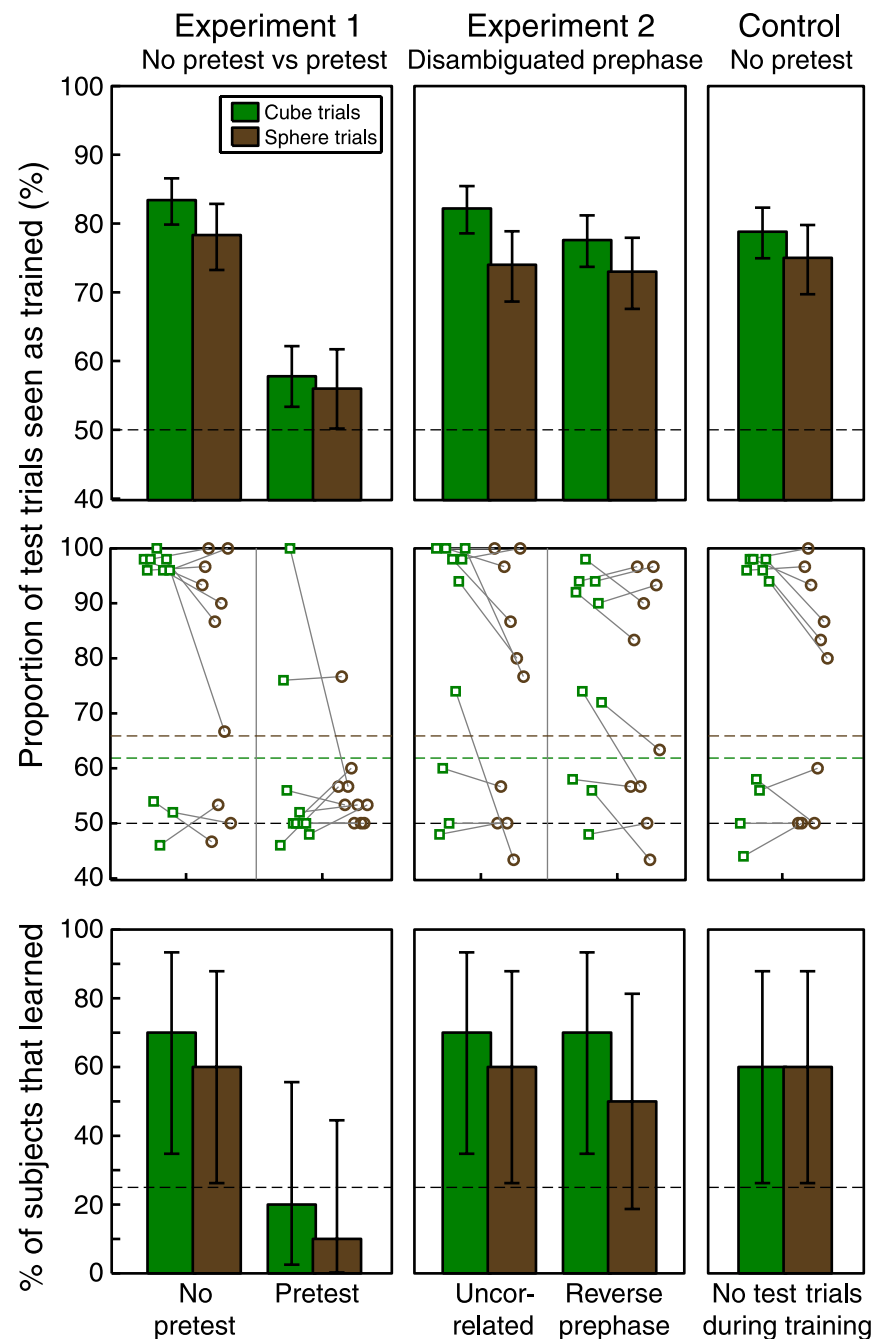 Experiment 1
No pretest vs pretest
Experiment 2
Disambiguated prephase
Control
No pretest
Proportion of test trials seen as trained (%)
100
90
80
70
60
50
40
Cube trials
Sphere trials
100
90
80
70
60
50
40
% of subjects that learned
100
80
60
40
20
0
No
pretest
Pretest
Uncor-
related
Reverse
prephase
No test trials
during training